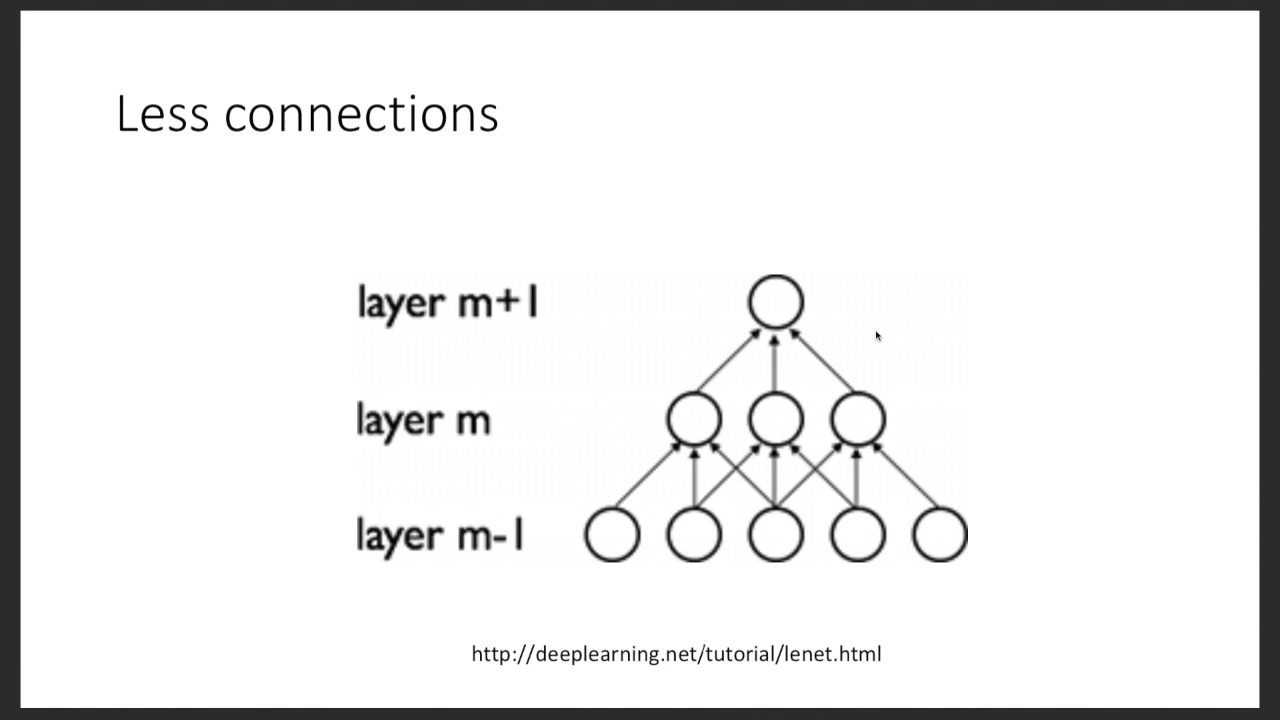 Less connections
layer m+1
layer m
layer m-1
http://deeplearning.net/tutorial/lenet.html